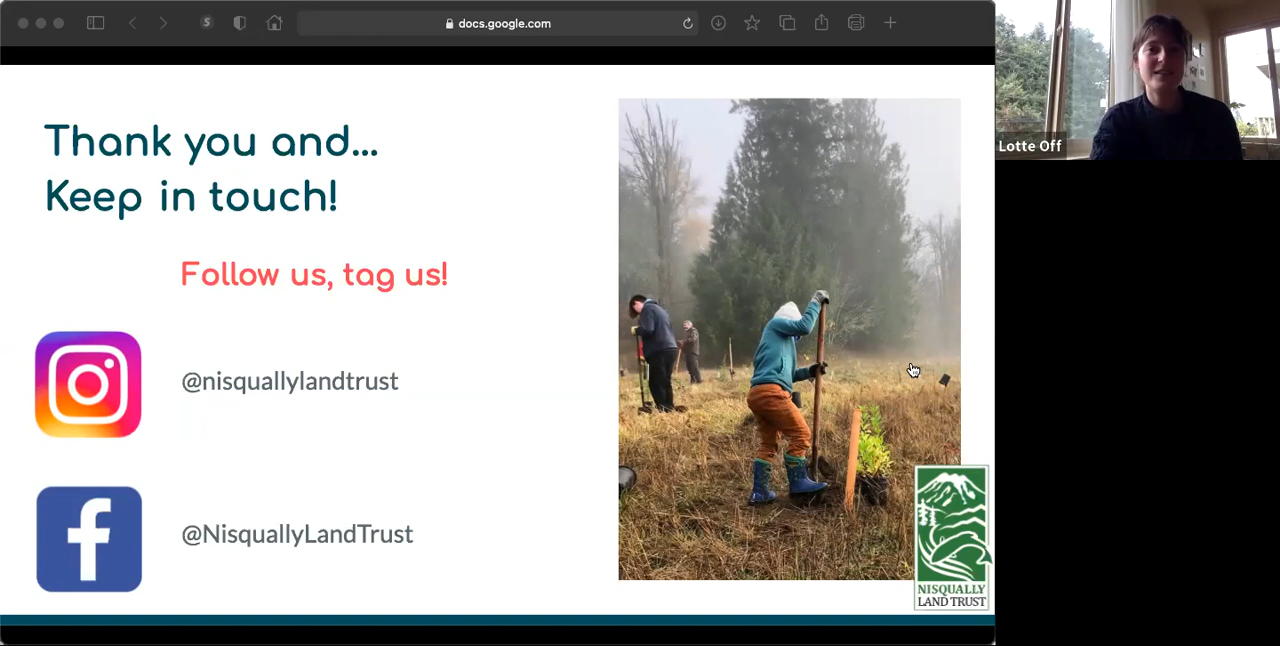 docs.google.com
Thank you and...
Keep in touch!
Follow us, tag us!
@nisquallylandtrust
@NisquallyLandTrust
NISQUALLY
LAND TRUST
Lotte Off